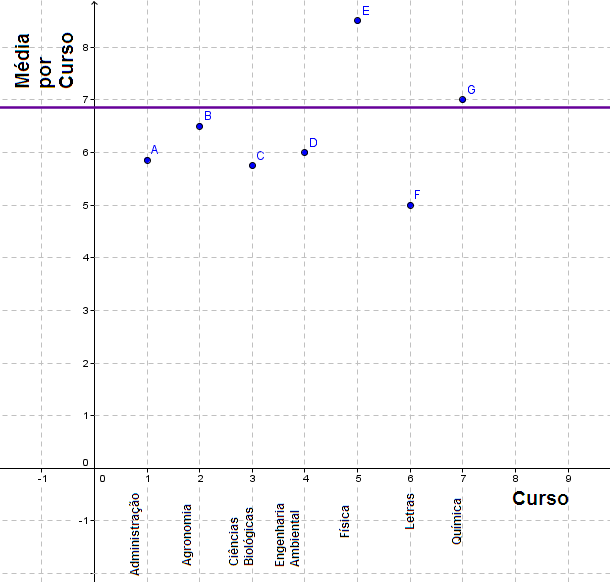 Média
por
Curso
E
8
G
7
B
A
D
C
6
F
5
4
3
2
1
0
-1
0
1
2
3
4
5
6
7
8
9
Curso
-1
Administração
Agronomia
Ciências
Biológicas
Engenharia
Ambiental
Física
Letras
Química